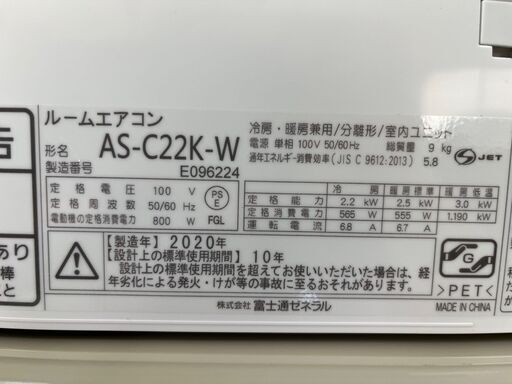 ルームエアコン
形名 AS-C22K-W
製造番号 E096224
冷房・暖房兼用/分離形/室内ユニット
電源 単相 100V 50/60Hz 総質量 9 kg
通年エネルギー消費効率(JIS C 9612:2013) 5.8
JET
定格電圧 100 V
定格周波数 50/60 Hz
電動機の定格消費電力 800 W
PS E
FGL
冷房 暖房標準 暖房低温
定格能力 2.2 kW 2.5 kW 3.0 kW
定格消費電力 565 W 555 W 1,190 kW
運転電流 6.8 A 6.7 A
告
あり
棒
こと
【製造年】2020年
【設計上の標準使用期間】10年
設計上の標準使用期間を超えてお使いいただいた場合は、経
年劣化による発火・けが等の事故に至るおそれがあります。
G
>PET<
MADE IN CHINA
株式会社 富士通ゼネラル